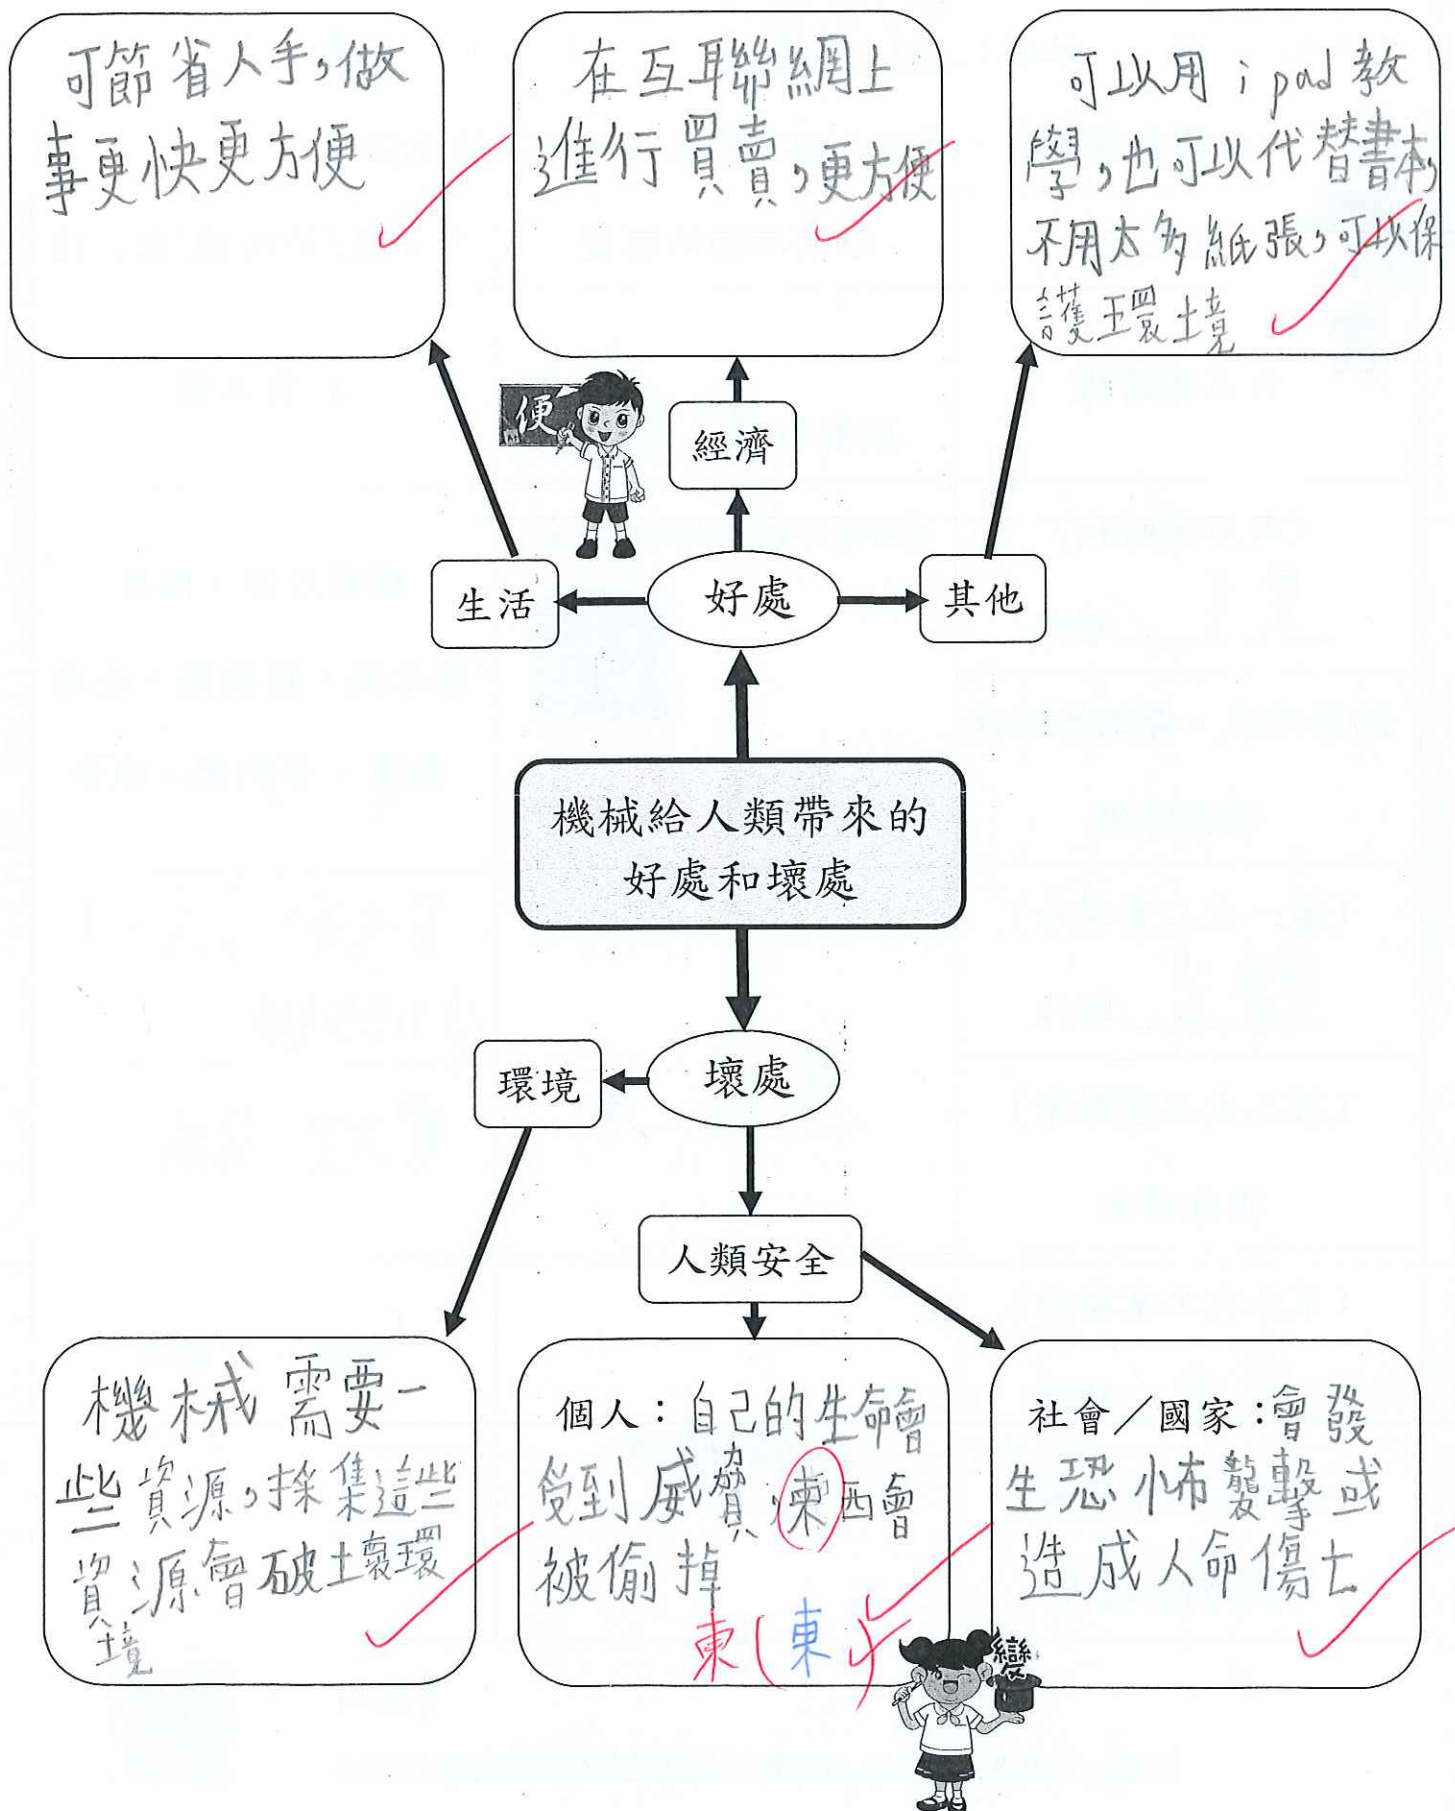 可節省人手,做
事更快更方便
在互聯網上
進行買賣,更方便
可以用ipad教
學,也可以代替書本,
不用太多紙張,可以保
護環境
便
經濟
生活
好處
其他
機械給人類帶來的
好處和壞處
環境
壞處
人類安全
機械需要一
些資源,採集這些
資源會破壞環
境
個人:自己的生命會
受到威脅,東西會
被偷掉
東(東)
社會/國家:會發
生恐怖襲擊或
造成人命傷亡
變